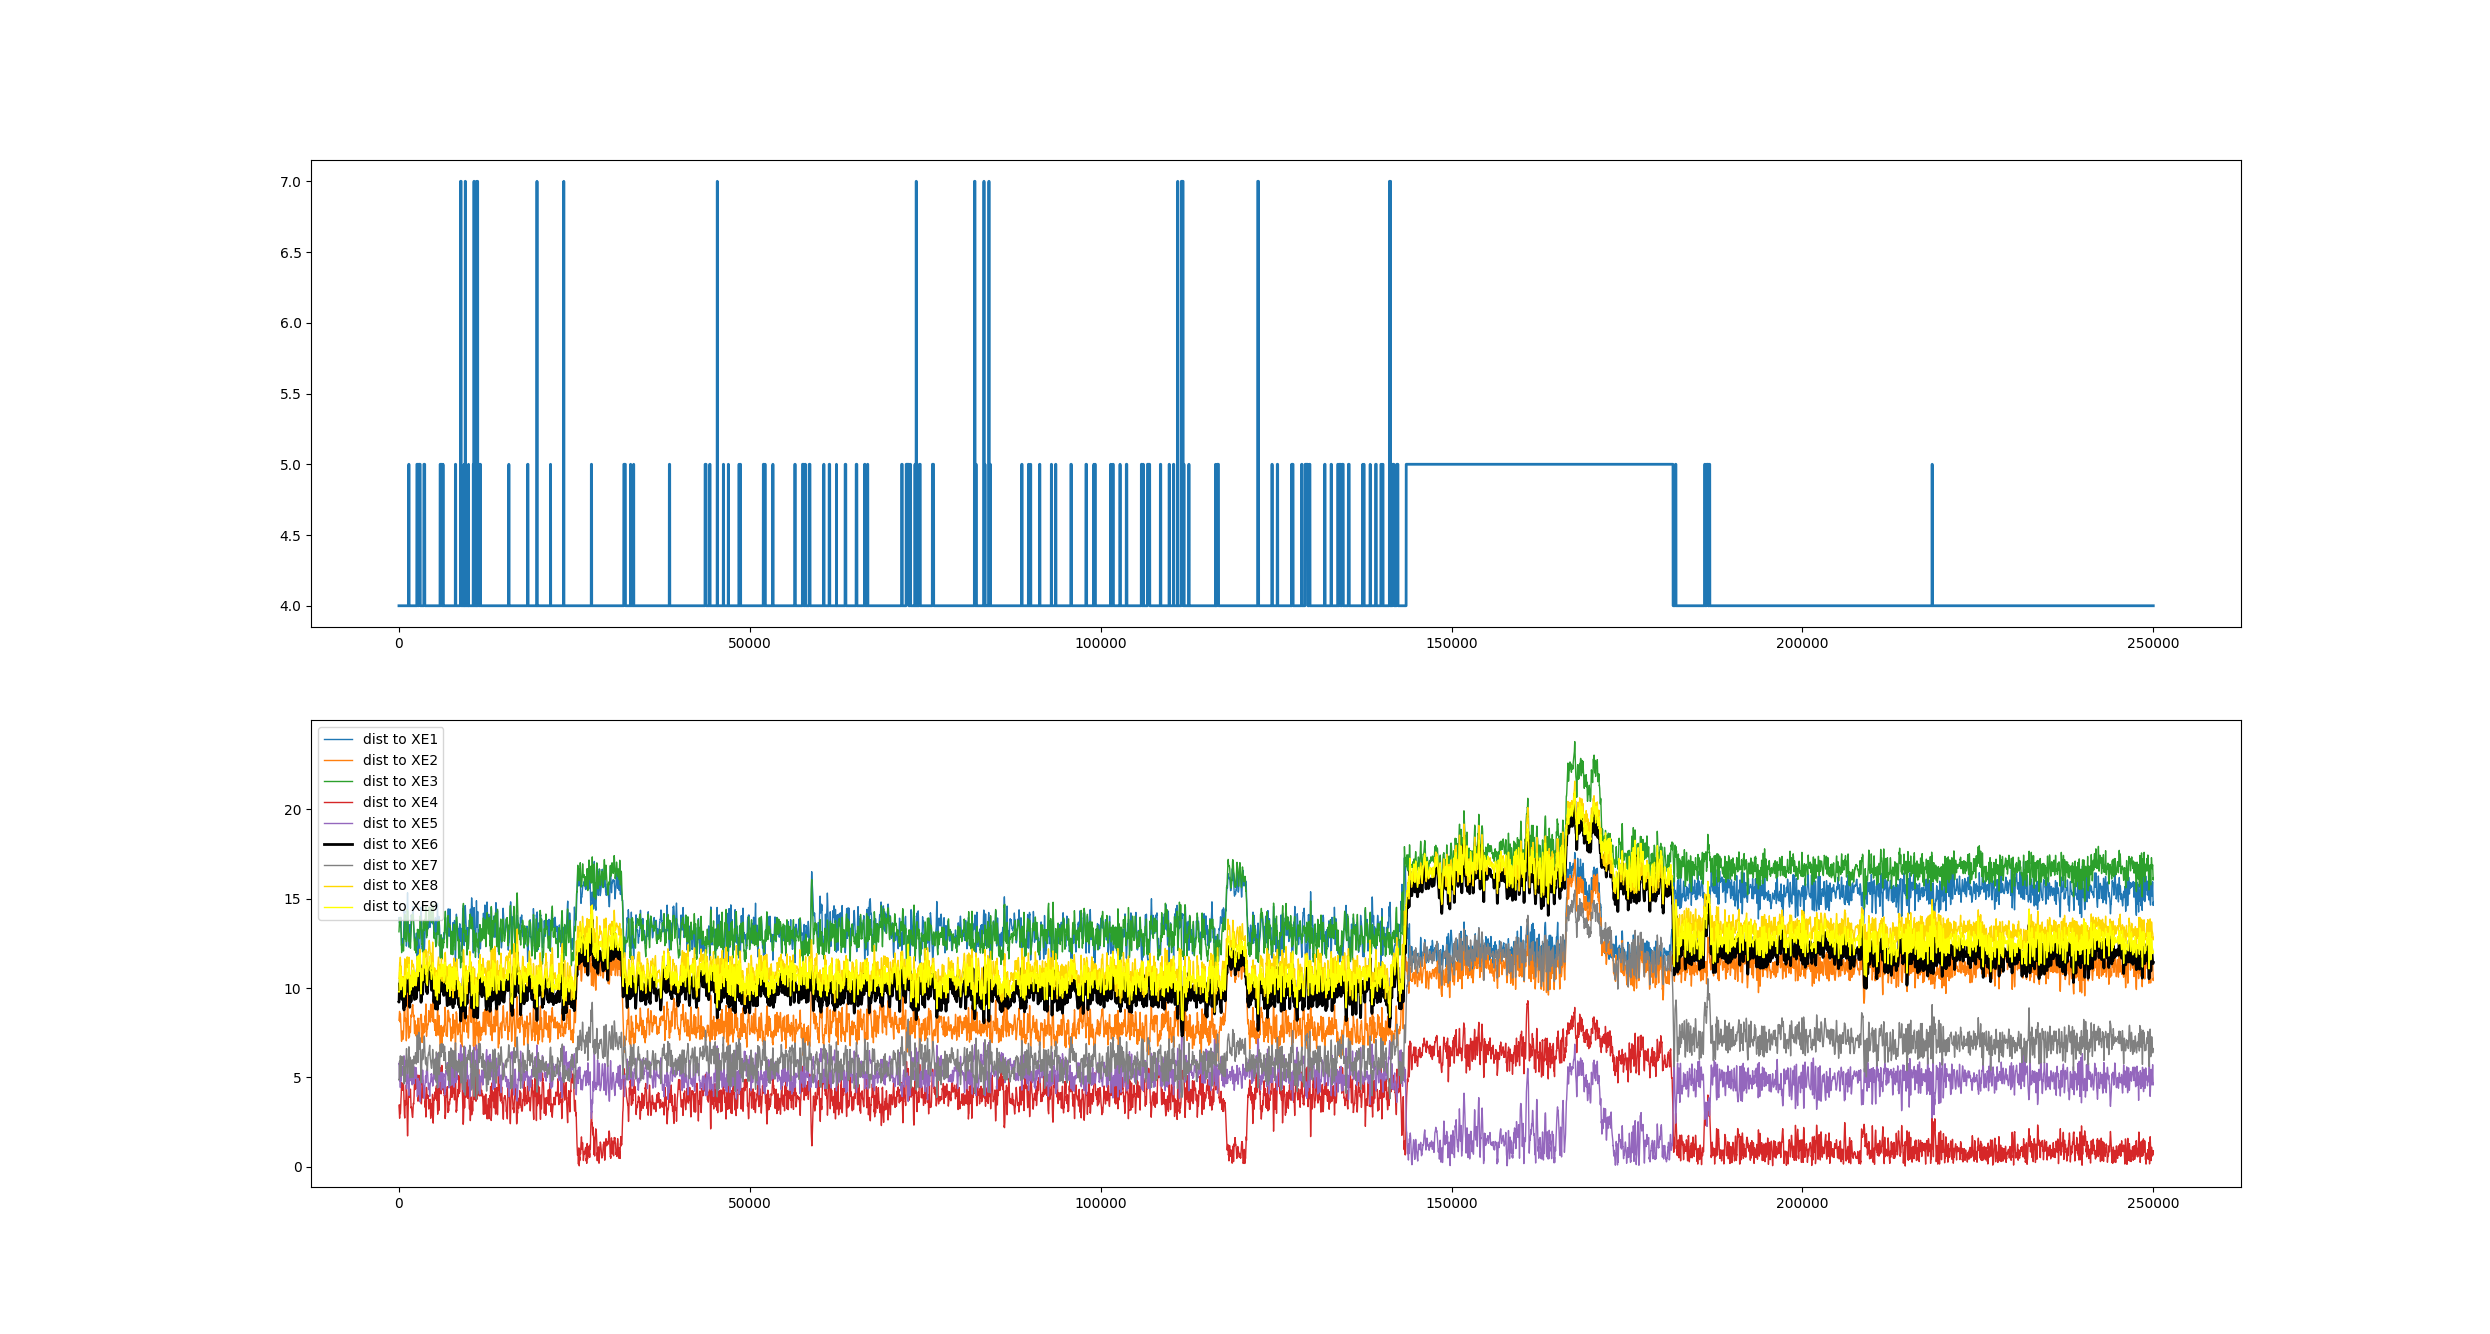 7.0
6.5
6.0
5.5
5.0
4.5
4.0
0 50000 100000 150000 200000 250000
dist to XE1
dist to XE2
dist to XE3
dist to XE4
dist to XE5
dist to XE6
dist to XE7
dist to XE8
dist to XE9
20
15
10
5
0
0 50000 100000 150000 200000 250000